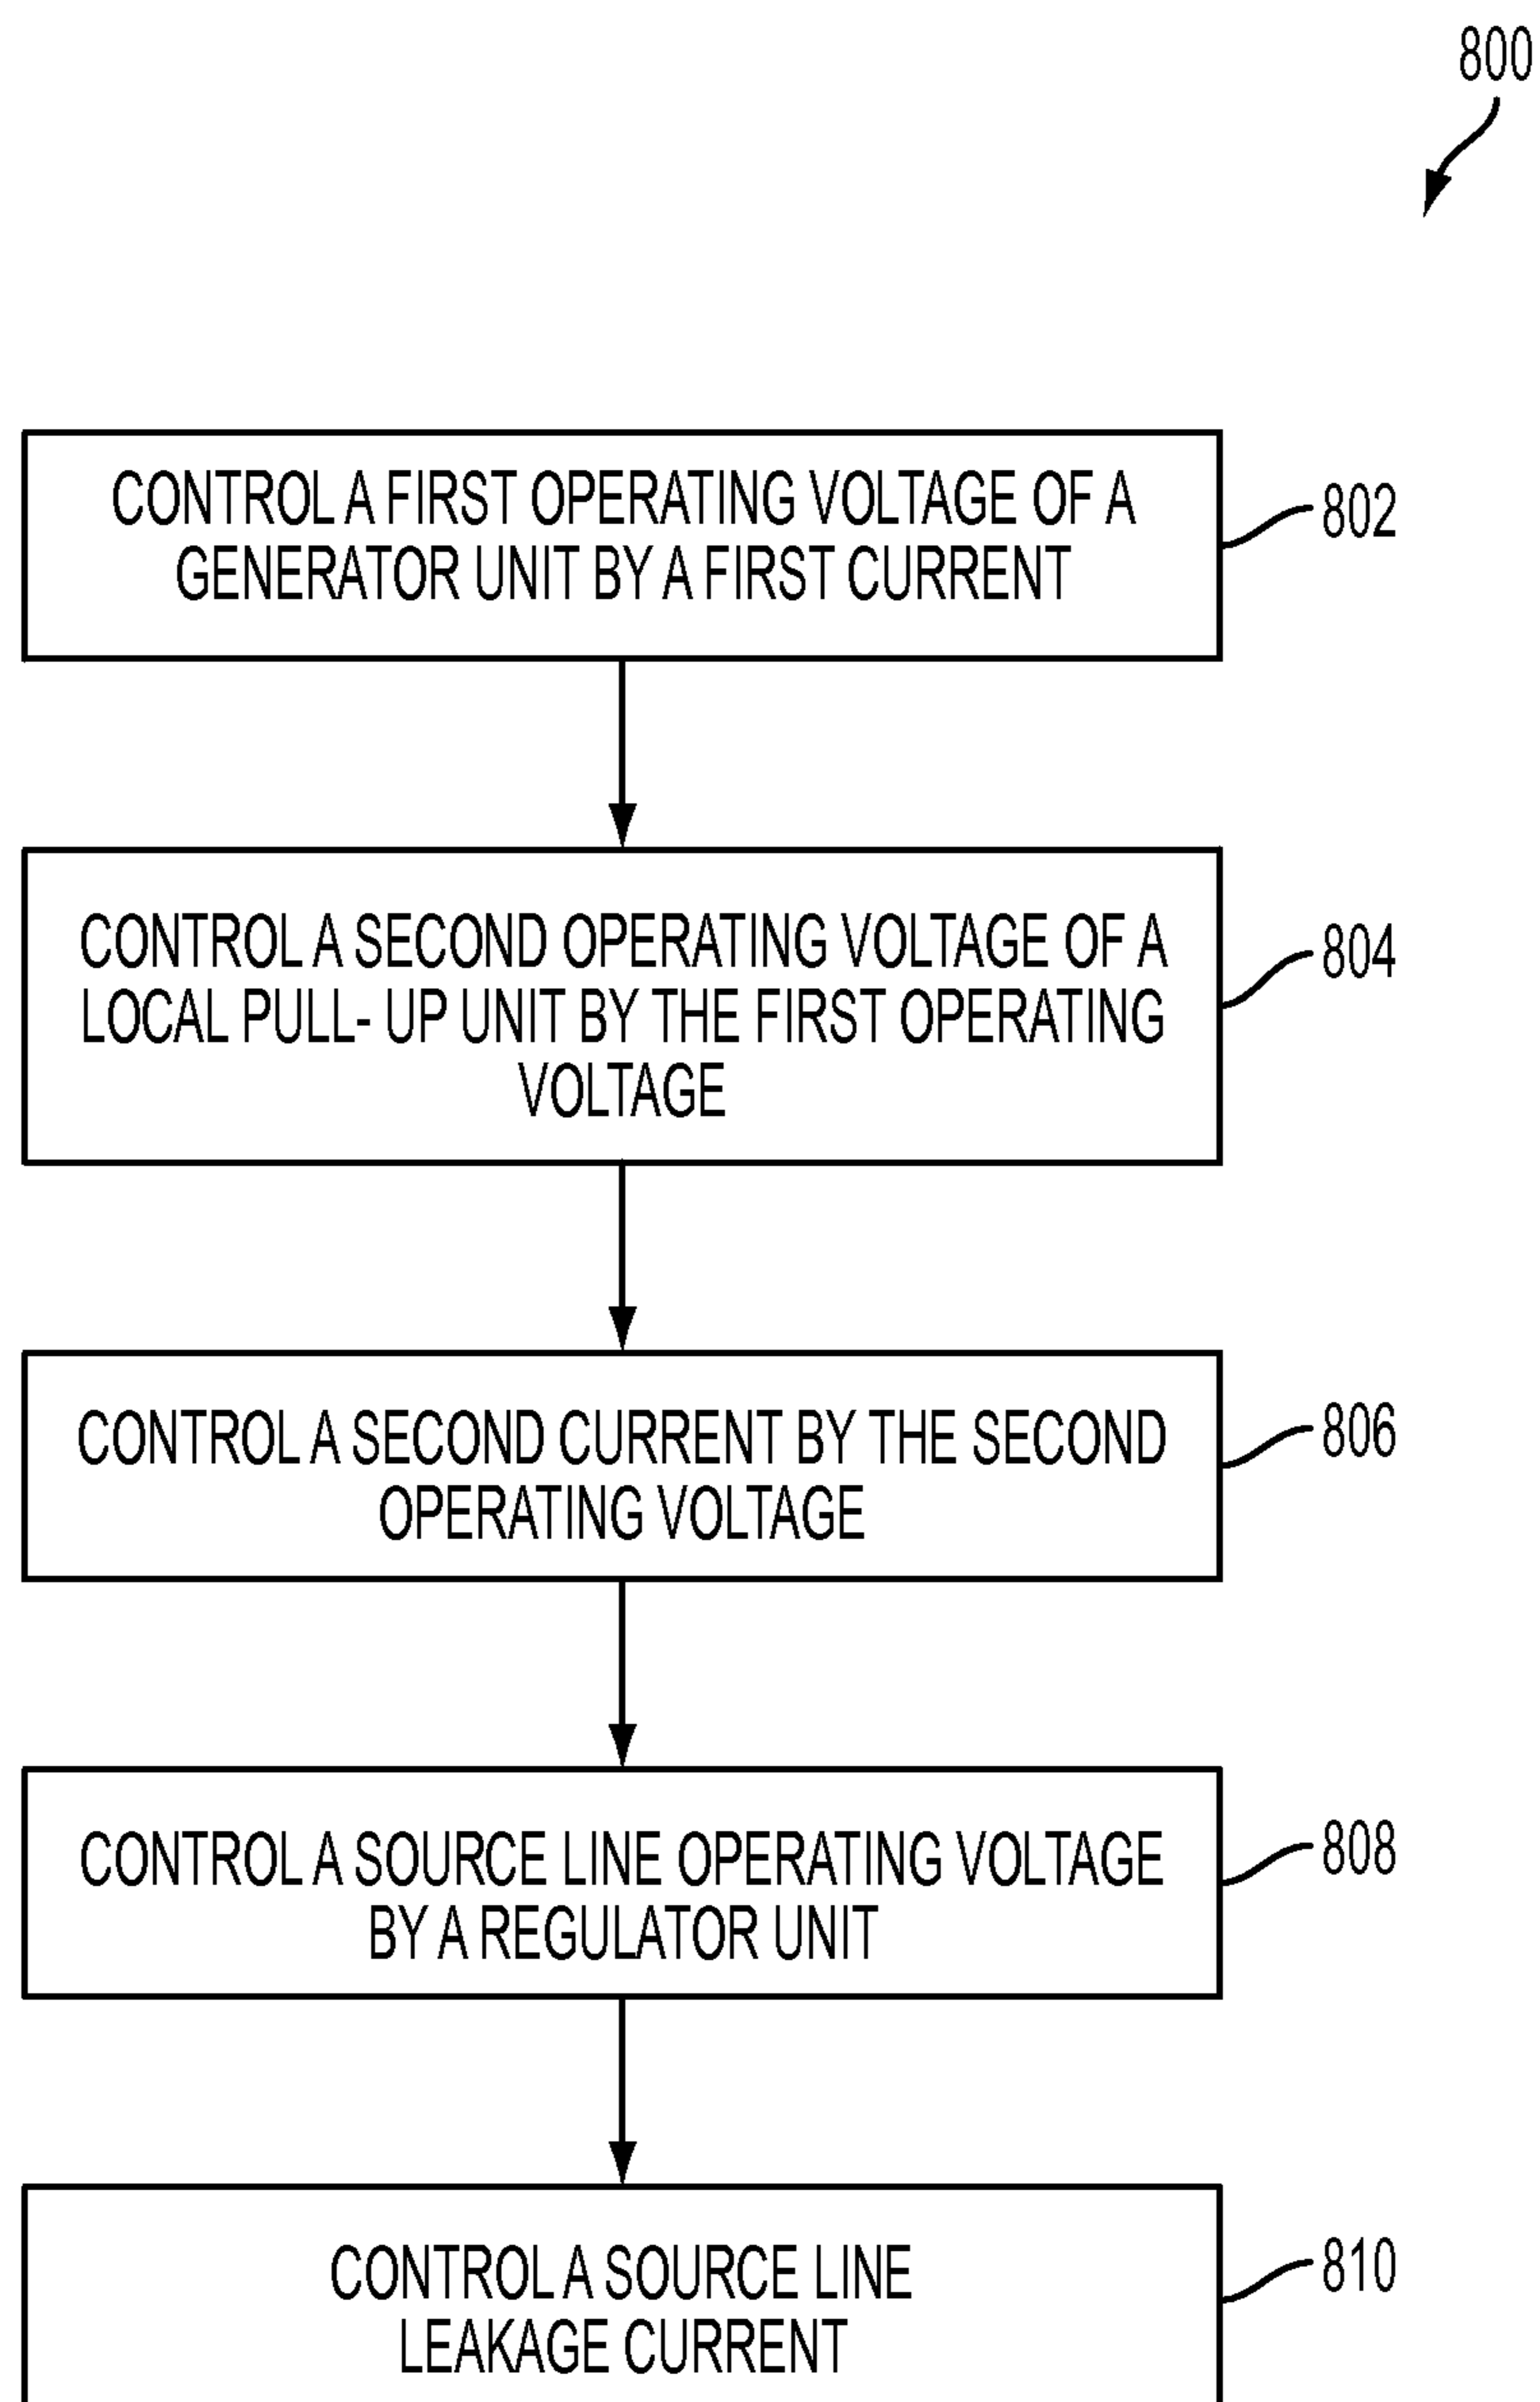 800
CONTROL A FIRST OPERATING VOLTAGE OF A
GENERATOR UNIT BY A FIRST CURRENT
802
CONTROL A SECOND OPERATING VOLTAGE OF A
LOCAL PULL- UP UNIT BY THE FIRST OPERATING
VOLTAGE
804
CONTROL A SECOND CURRENT BY THE SECOND
OPERATING VOLTAGE
806
CONTROL A SOURCE LINE OPERATING VOLTAGE
BY A REGULATOR UNIT
808
CONTROL A SOURCE LINE
LEAKAGE CURRENT
810